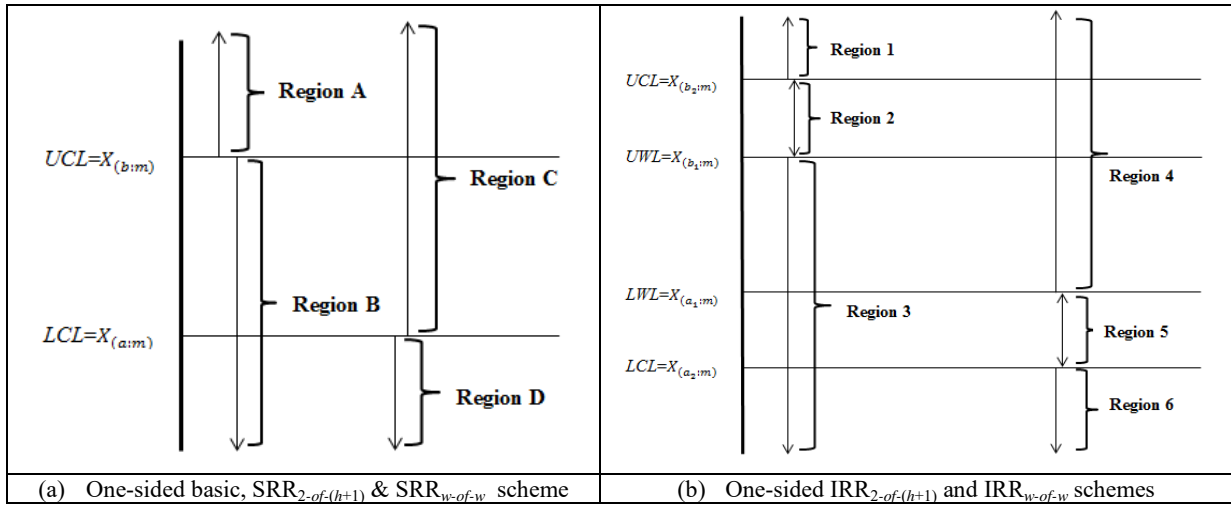 Region A
UCL=X(b:m)
Region C
Region B
LCL=X(a:m)
Region D
(a) One-sided basic, SRR2-of-(h+1) & SRRw-of-w scheme
Region 1
UCL=X(b2:m)
Region 2
UWL=X(b1:m)
Region 4
LWL=X(a1:m)
Region 3
Region 5
LCL=X(a2:m)
Region 6
(b) One-sided IRR2-of-(h+1) and IRRw-of-w schemes